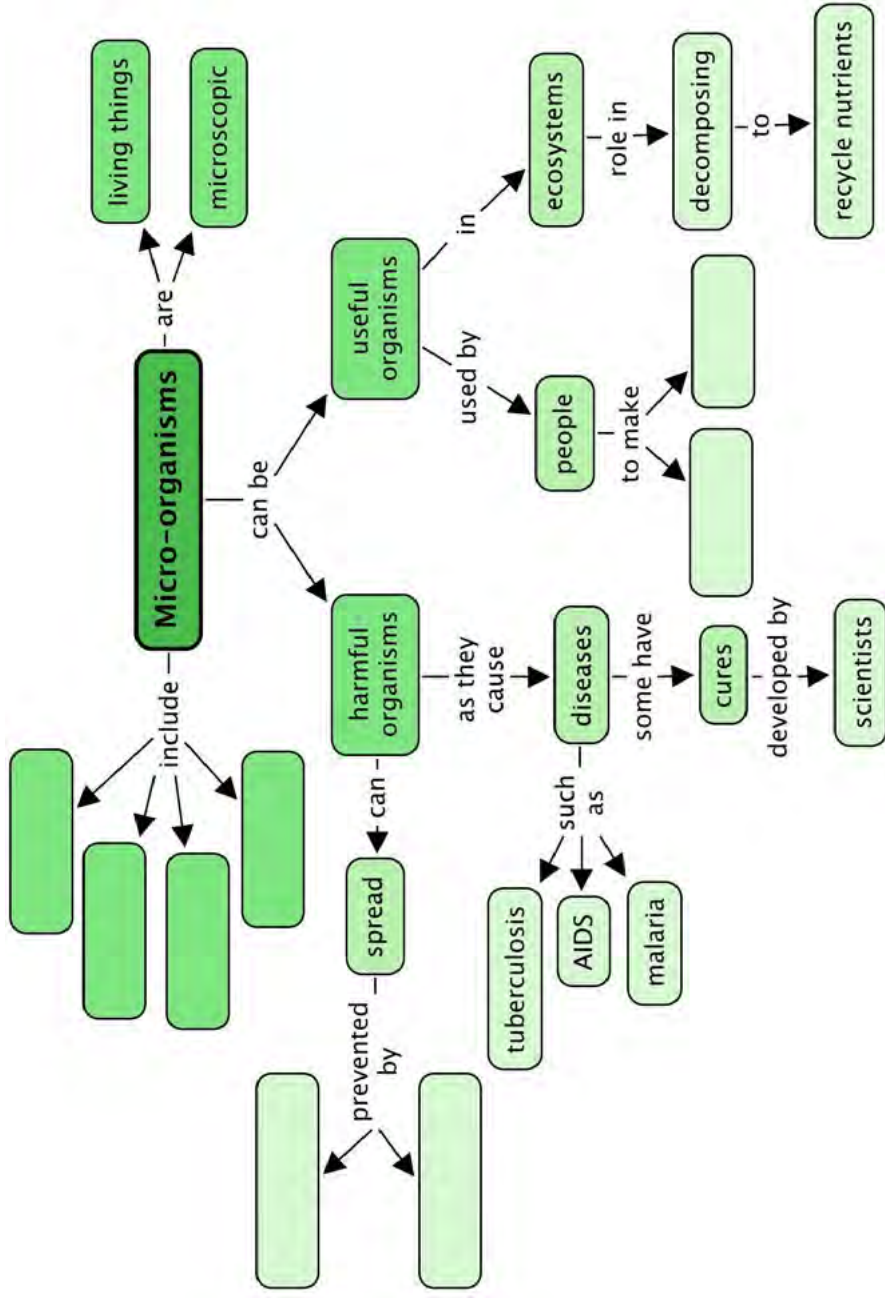 Micro-organisms
include
are
living things
microscopic
can be
harmful
organisms
can
spread
prevented
by
as they
cause
diseases
such
as
tuberculosis
AIDS
malaria
some have
cures
developed by
scientists
useful
organisms
used by
people
to make
in
ecosystems
role in
decomposing
to
recycle nutrients